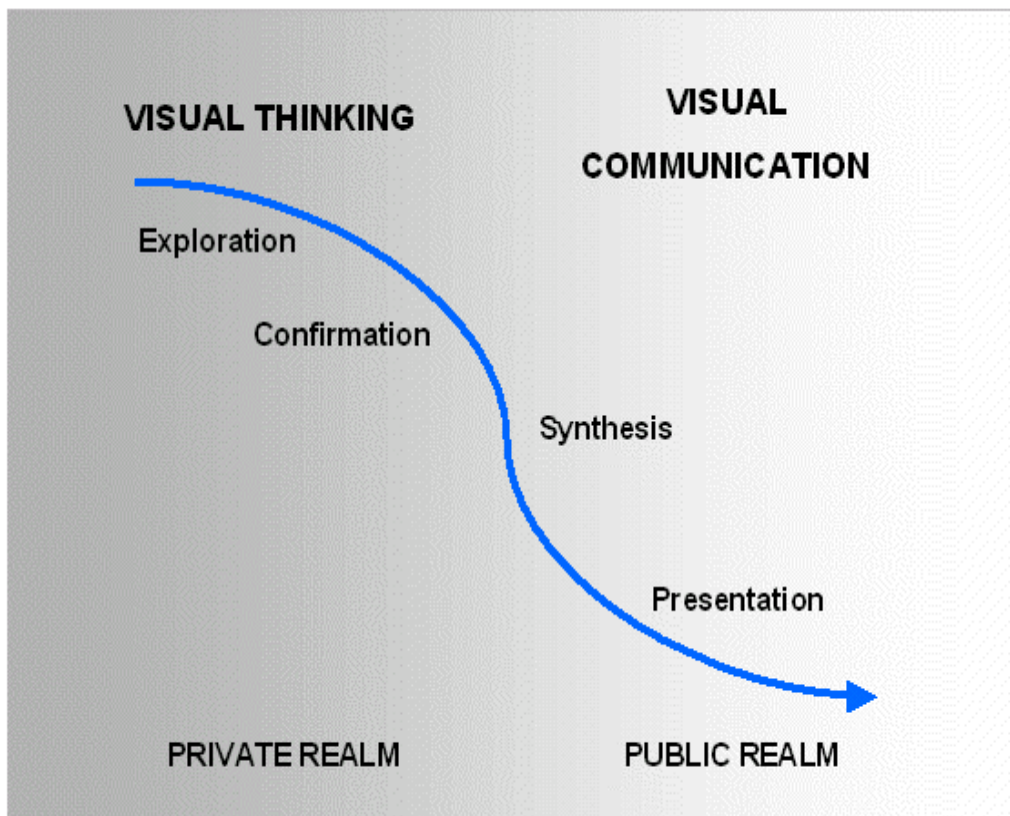 VISUAL THINKING
VISUAL
COMMUNICATION
Exploration
Confirmation
Synthesis
Presentation
PRIVATE REALM
PUBLIC REALM